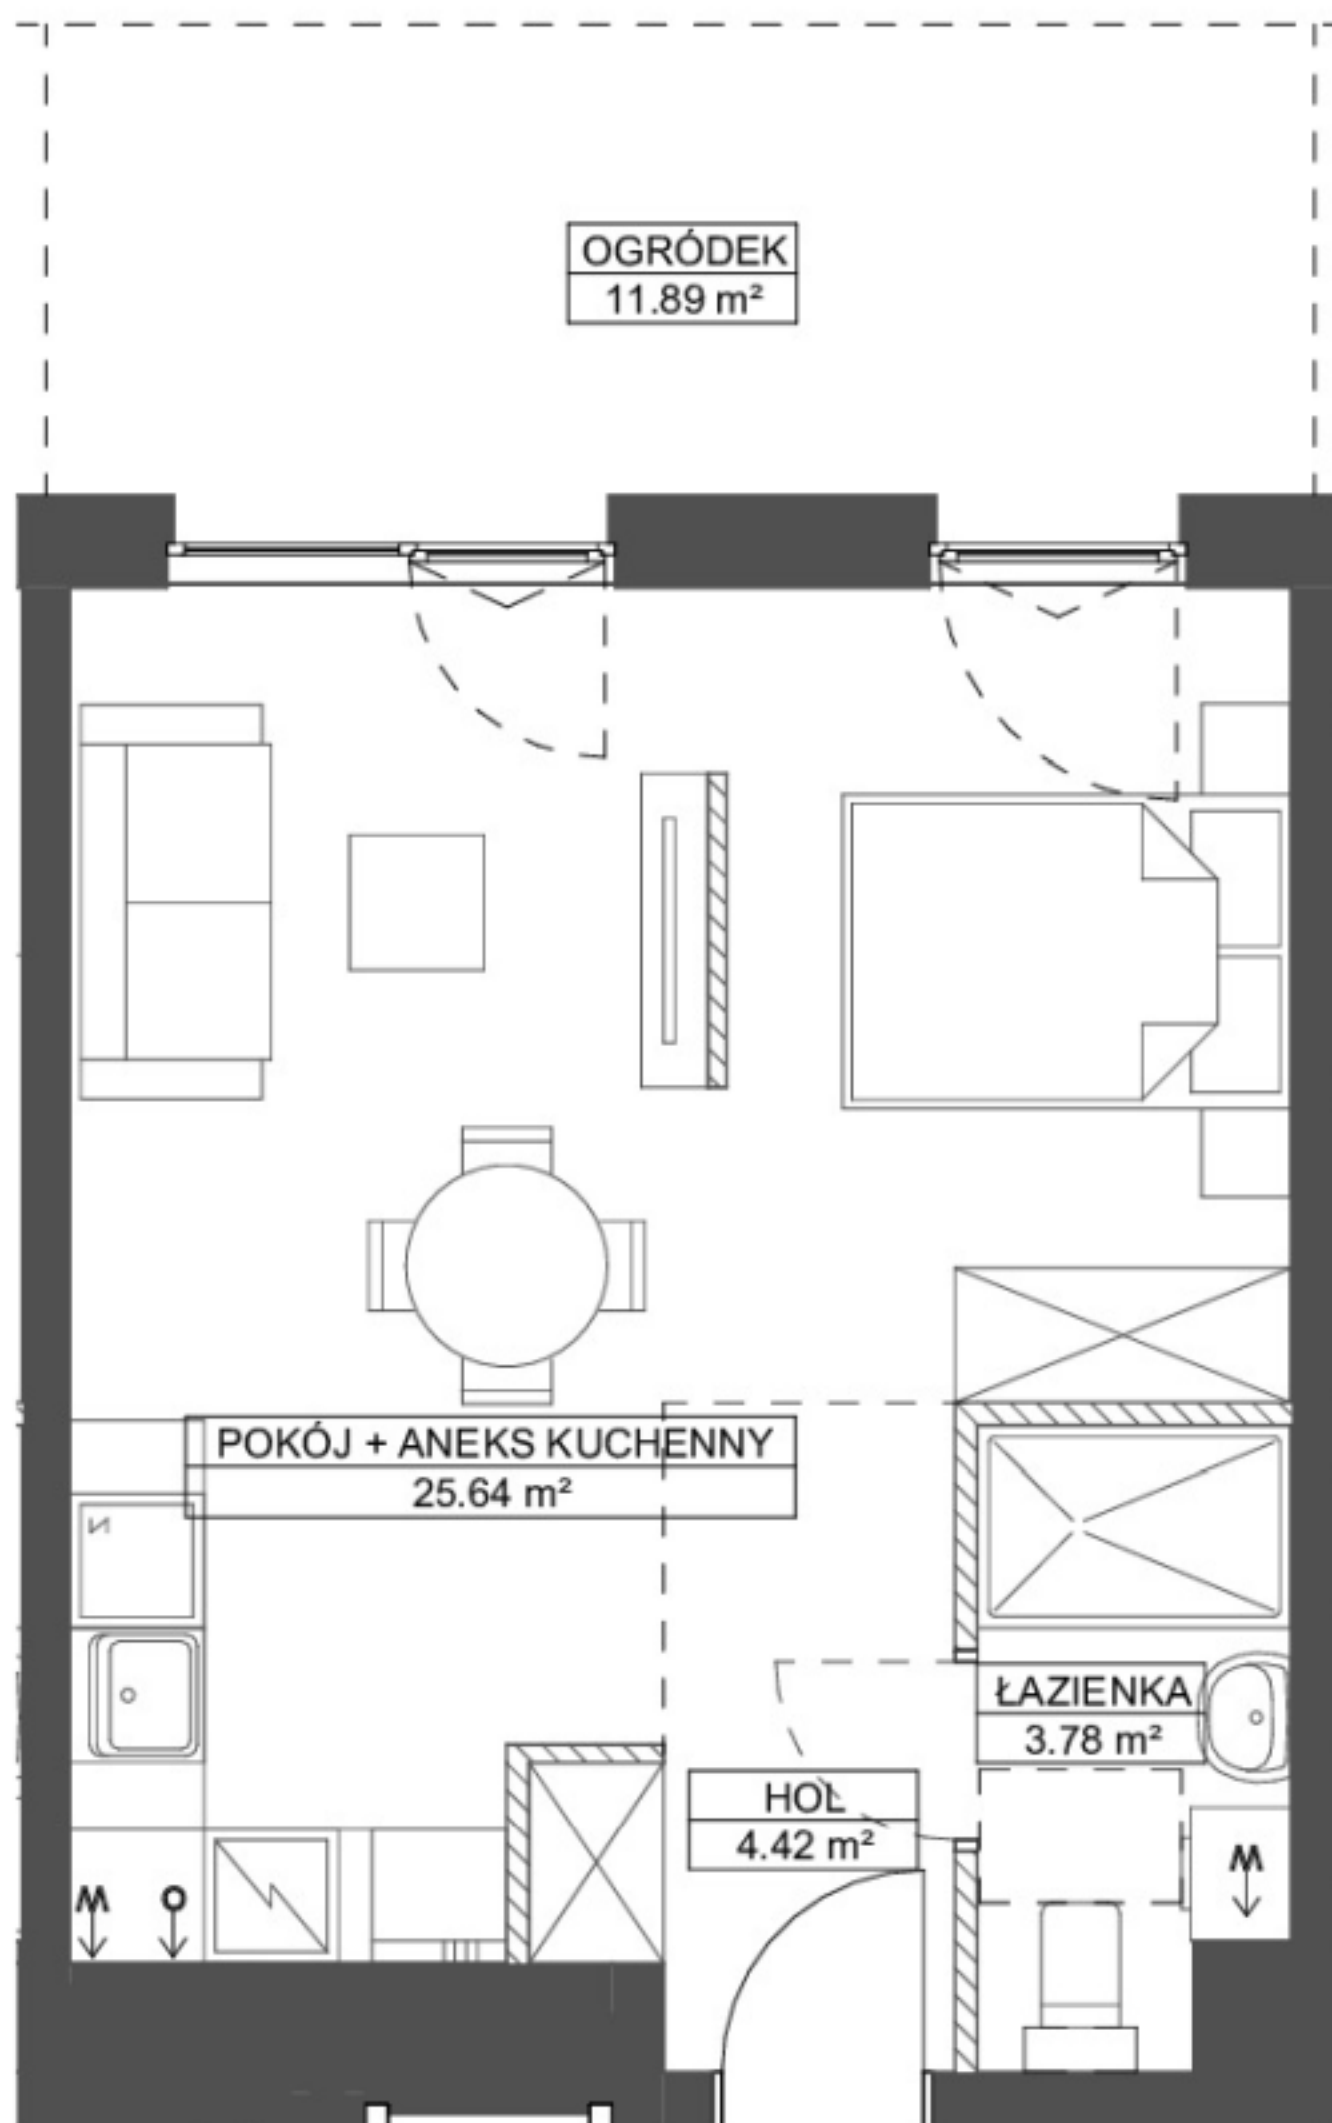 OGRÓDEK
11.89 m²
POKÓJ + ANEKS KUCHENNY
25.64 m²
N
ŁAZIENKA
3.78 m²
HOL
4.42 m²
W
O
W